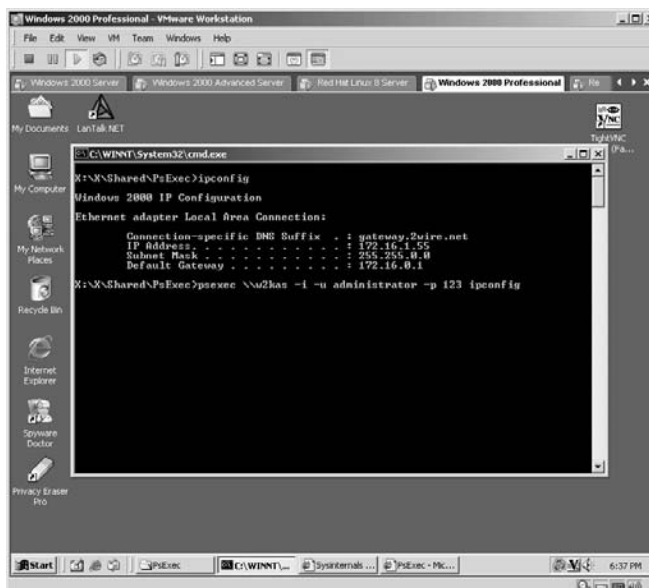 Windows 2000 Professional - VMware Workstation
File Edit View VM Team Windows Help
Windows 2000 Server Windows 2000 Advanced Server Red Hat Linux 8 Server Windows 2000 Professional Re
My Documents
LanTalk.NET
TightVNC
My Computer
My Network
Places
Recycle Bin
Internet
Explorer
Spyware
Doctor
Privacy Eraser
Pro
C:\WINNT\System32\cmd.exe
X:\X\Shared\PsExec>ipconfig
Windows 2000 IP Configuration
Ethernet adapter Local Area Connection:
Connection-specific DNS Suffix . : gateway.2wire.net
IP Address. . . . . . . . . . . . : 172.16.1.55
Subnet Mask . . . . . . . . . . . : 255.255.0.0
Default Gateway . . . . . . . . . : 172.16.0.1
X:\X\Shared\PsExec>psexec \\w2kas -i -u administrator -p 123 ipconfig
Start PsExec C:\WINNT\... Sysinternals ... PsExec - Mic... 6:37 PM